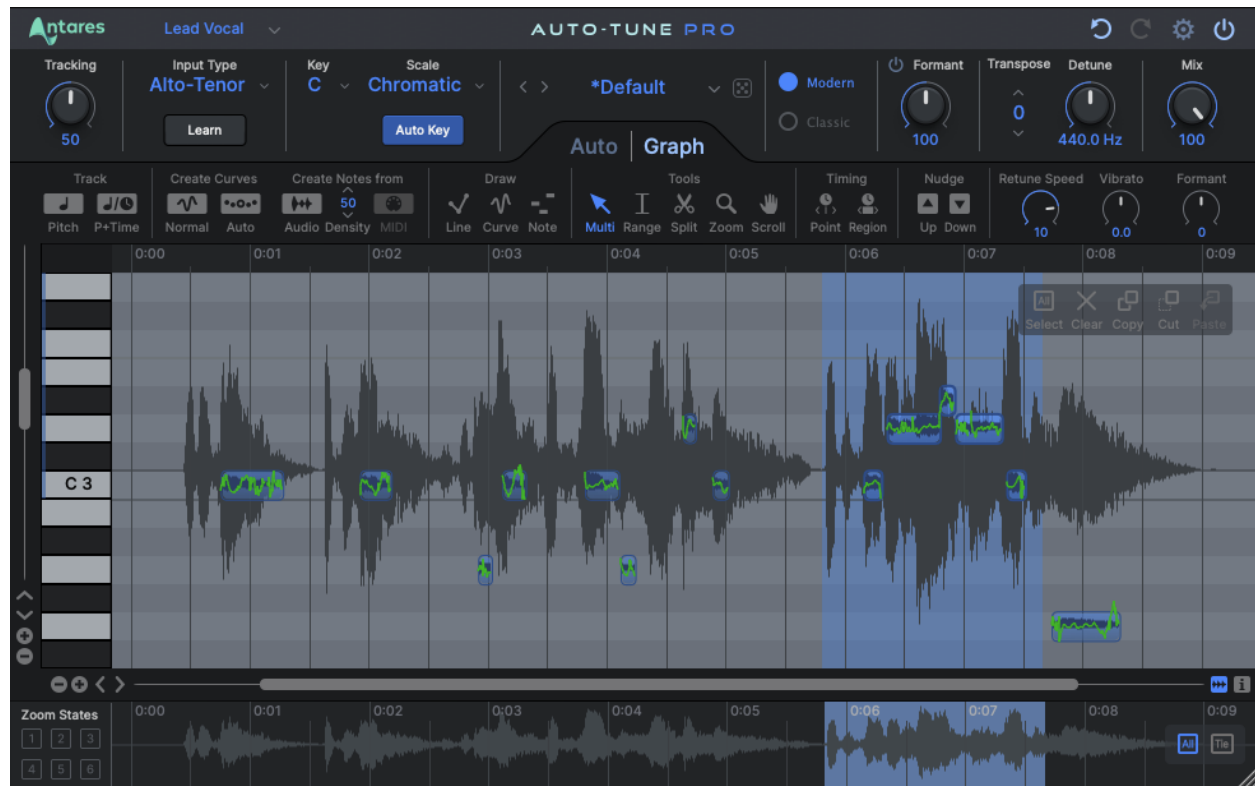 Antares Lead Vocal AUTO-TUNE PRO
Tracking Input Type Key Scale Formant Transpose Detune Mix
Alto-Tenor C Chromatic *Default Modern
Learn Auto Key Classic 0
50 100 440.0 Hz 100
Auto Graph
Track Create Curves Create Notes from Draw Tools Timing Nudge Retune Speed Vibrato Formant
50
Pitch P+Time Normal Auto Audio Density MIDI Line Curve Note Multi Range Split Zoom Scroll Point Region Up Down 10 0.0 0
0:00 0:01 0:02 0:03 0:04 0:05 0:06 0:07 0:08 0:09
All
Select Clear Copy Cut Paste
C 3
Zoom States 0:00 0:01 0:02 0:03 0:04 0:05 0:06 0:07 0:08 0:09
1 2 3 All Tie
4 5 6